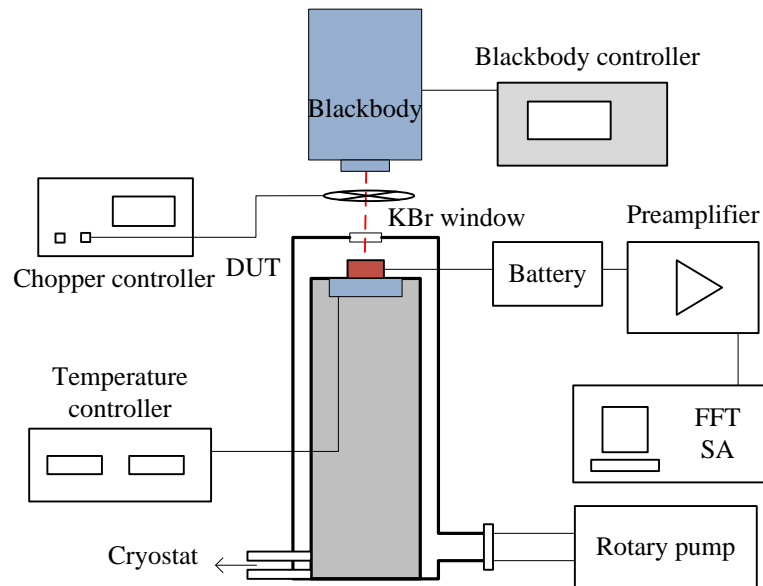 Blackbody controller
Blackbody
KBr window
Preamplifier
Chopper controller
DUT
Battery
Temperature
controller
FFT
SA
Cryostat
Rotary pump